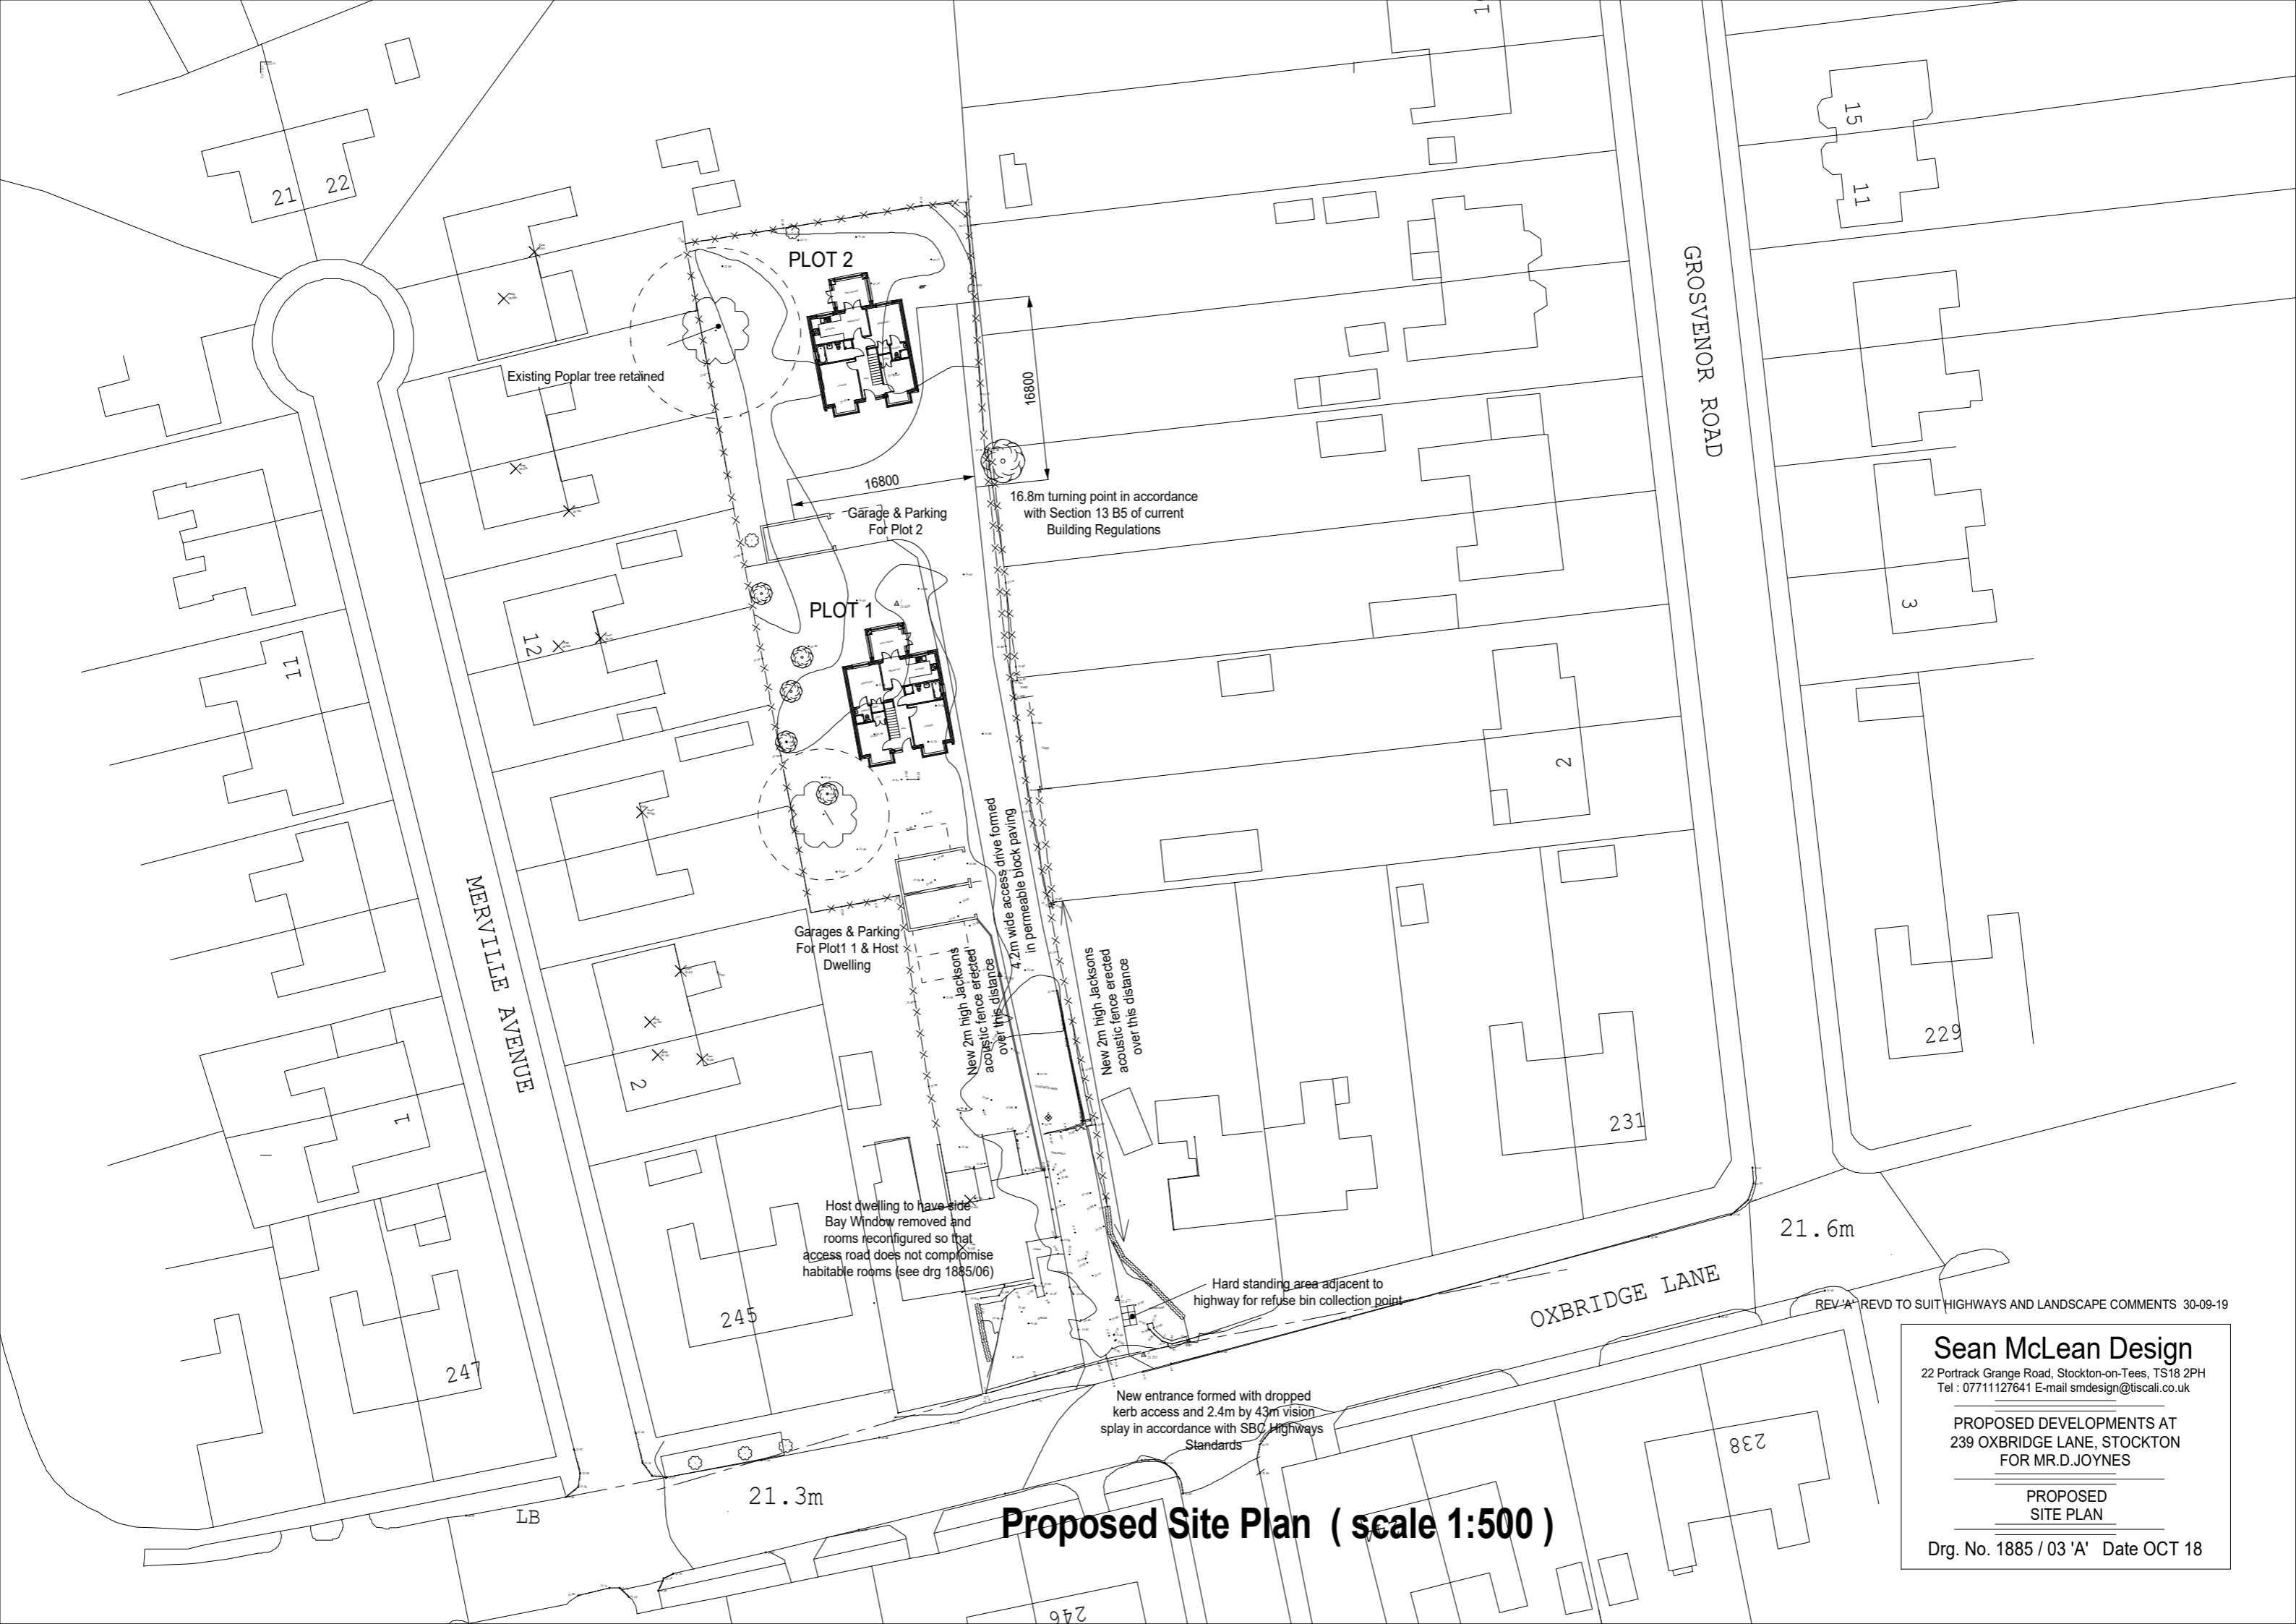 21
22
15
11
PLOT 2
GROSVENOR ROAD
Existing Poplar tree retained
16800
16800
16.8m turning point in accordance
with Section 13 B5 of current
Building Regulations
Garage & Parking
For Plot 2
PLOT 1
12
11
3
2
4.2m wide access drive formed
in permeable block paving
MERVILLE AVENUE
Garages & Parking
For Plot1 1 & Host
Dwelling
New 2m high Jacksons
acoustic fence erected
over this distance
New 2m high Jacksons
acoustic fence erected
over this distance
229
2
1
231
Host dwelling to have side
Bay Window removed and
rooms reconfigured so that
access road does not compromise
habitable rooms (see drg 1885/06)
21.6m
Hard standing area adjacent to
highway for refuse bin collection point
OXBRIDGE LANE
245
247
New entrance formed with dropped
kerb access and 2.4m by 43m vision
splay in accordance with SBC Highways
Standards
238
21.3m
LB
246
Proposed Site Plan ( scale 1:500 )
REV 'A' REVD TO SUIT HIGHWAYS AND LANDSCAPE COMMENTS 30-09-19
Sean McLean Design
22 Portrack Grange Road, Stockton-on-Tees, TS18 2PH
Tel : 07711127641 E-mail smdesign@tiscali.co.uk
PROPOSED DEVELOPMENTS AT
239 OXBRIDGE LANE, STOCKTON
FOR MR.D.JOYNES
PROPOSED
SITE PLAN
Drg. No. 1885 / 03 'A' Date OCT 18